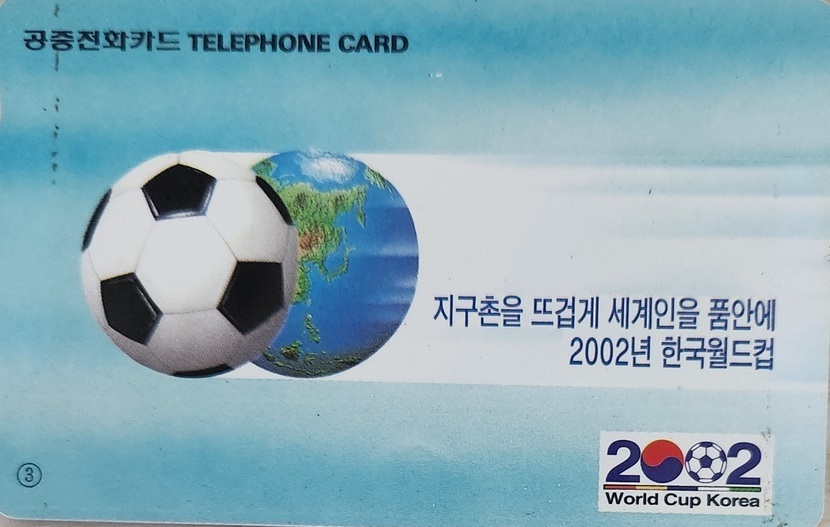 공중전화카드 TELEPHONE CARD
지구촌을 뜨겁게 세계인을 품안에
2002년 한국월드컵
③
2002
World Cup Korea